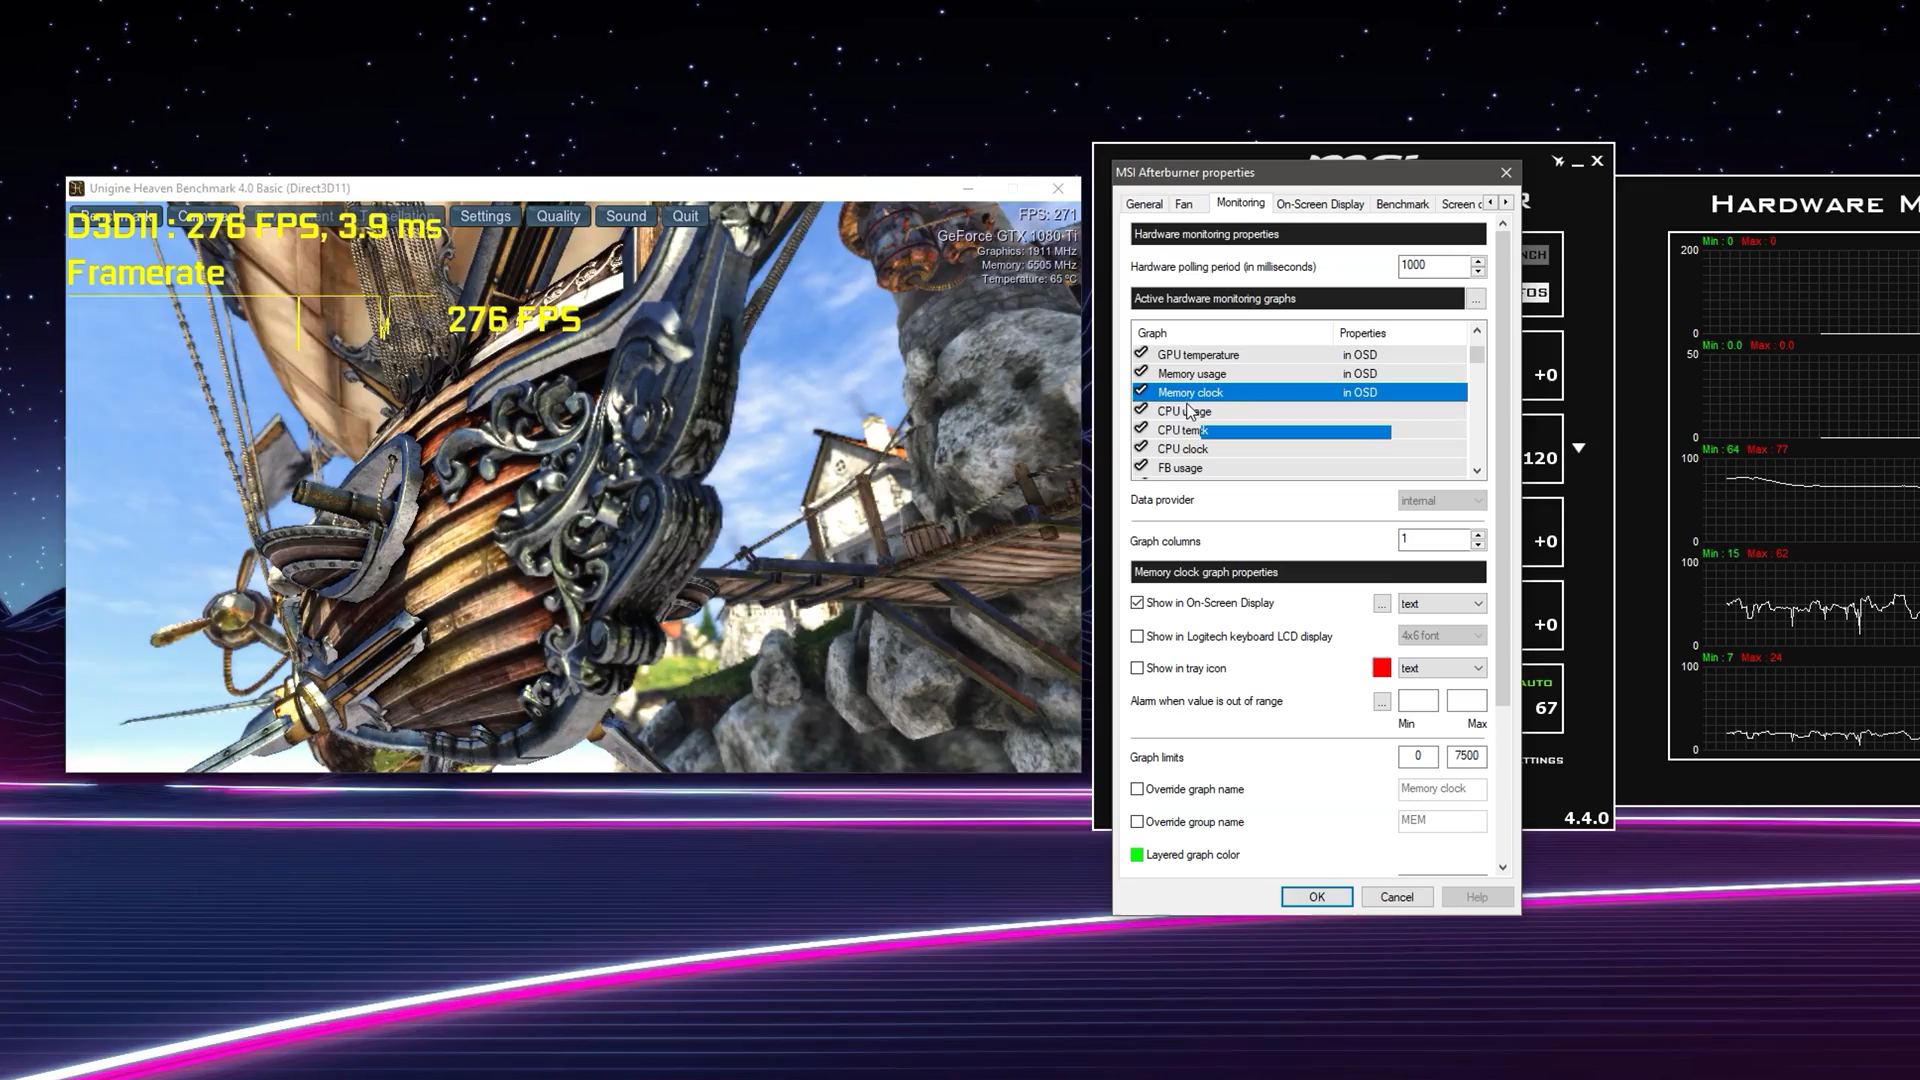 Unigine Heaven Benchmark 4.0 Basic (Direct3D11)
Settings
Quality
Sound
Quit
D3D11 : 276 FPS, 3.9 ms
Framerate
276 FPS
FPS: 271
GeForce GTX 1080 Ti
Graphics: 1911 MHz
Memory: 5505 MHz
Temperature: 65 °C
MSI Afterburner properties
General
Fan
Monitoring
On-Screen Display
Benchmark
Screen c
Hardware monitoring properties
Hardware polling period (in milliseconds)
1000
Active hardware monitoring graphs
...
Graph
Properties
GPU temperature
in OSD
Memory usage
in OSD
Memory clock
in OSD
CPU usage
CPU tem
CPU clock
FB usage
Data provider
internal
Graph columns
1
Memory clock graph properties
Show in On-Screen Display
...
text
Show in Logitech keyboard LCD display
4x6 font
Show in tray icon
text
Alarm when value is out of range
...
Min
Max
Graph limits
0
7500
Override graph name
Memory clock
Override group name
MEM
Layered graph color
OK
Cancel
Help
R
NCH
TOS
+0
120
+0
+0
AUTO
67
ETTINGS
4.4.0
HARDWARE M
200
Min : 0 Max : 0
0
50
Min : 0.0 Max : 0.0
0
100
Min : 64 Max : 77
0
100
Min : 15 Max : 62
0
100
Min : 7 Max : 24
0